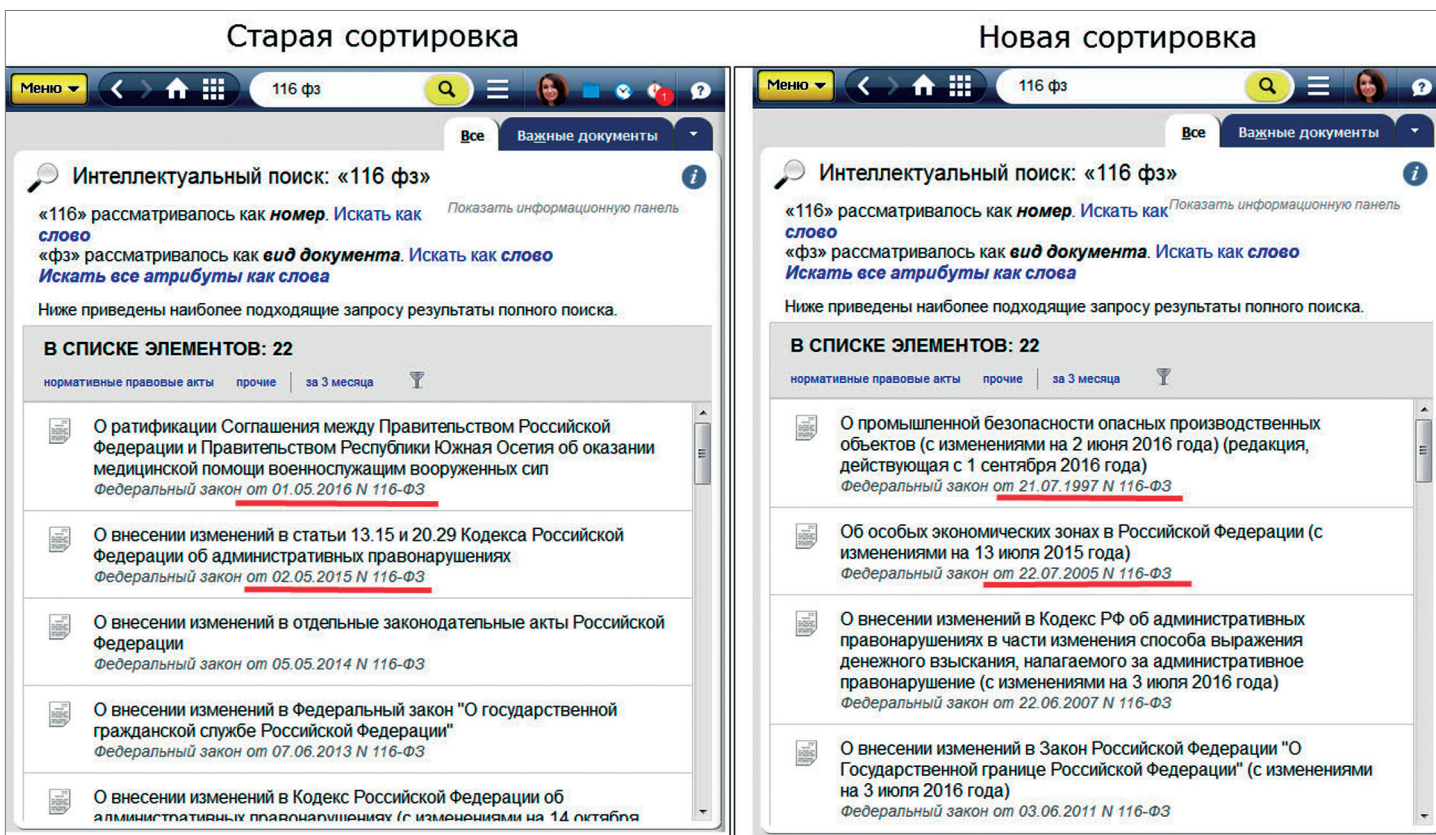 Старая сортировка
Меню
116 фз
1
?
Все
Важные документы
Интеллектуальный поиск: «116 фз»
i
Показать информационную панель
«116» рассматривалось как номер. Искать как
слово
«фз» рассматривалось как вид документа. Искать как слово
Искать все атрибуты как слова
Ниже приведены наиболее подходящие запросу результаты полного поиска.
В СПИСКЕ ЭЛЕМЕНТОВ: 22
нормативные правовые акты прочие за 3 месяца
О ратификации Соглашения между Правительством Российской
Федерации и Правительством Республики Южная Осетия об оказании
медицинской помощи военнослужащим вооруженных сил
Федеральный закон от 01.05.2016 N 116-ФЗ
О внесении изменений в статьи 13.15 и 20.29 Кодекса Российской
Федерации об административных правонарушениях
Федеральный закон от 02.05.2015 N 116-ФЗ
О внесении изменений в отдельные законодательные акты Российской
Федерации
Федеральный закон от 05.05.2014 N 116-ФЗ
О внесении изменений в Федеральный закон "О государственной
гражданской службе Российской Федерации"
Федеральный закон от 07.06.2013 N 116-ФЗ
О внесении изменений в Кодекс Российской Федерации об
административных правонарушениях (с изменениями на 14 октября
Новая сортировка
Меню
116 фз
?
Все
Важные документы
Интеллектуальный поиск: «116 фз»
i
Показать информационную панель
«116» рассматривалось как номер. Искать как
слово
«фз» рассматривалось как вид документа. Искать как слово
Искать все атрибуты как слова
Ниже приведены наиболее подходящие запросу результаты полного поиска.
В СПИСКЕ ЭЛЕМЕНТОВ: 22
нормативные правовые акты прочие за 3 месяца
О промышленной безопасности опасных производственных
объектов (с изменениями на 2 июня 2016 года) (редакция,
действующая с 1 сентября 2016 года)
Федеральный закон от 21.07.1997 N 116-ФЗ
Об особых экономических зонах в Российской Федерации (с
изменениями на 13 июля 2015 года)
Федеральный закон от 22.07.2005 N 116-ФЗ
О внесении изменений в Кодекс РФ об административных
правонарушениях в части изменения способа выражения
денежного взыскания, налагаемого за административное
правонарушение (с изменениями на 3 июля 2016 года)
Федеральный закон от 22.06.2007 N 116-ФЗ
О внесении изменений в Закон Российской Федерации "О
Государственной границе Российской Федерации" (с изменениями
на 3 июля 2016 года)
Федеральный закон от 03.06.2011 N 116-ФЗ